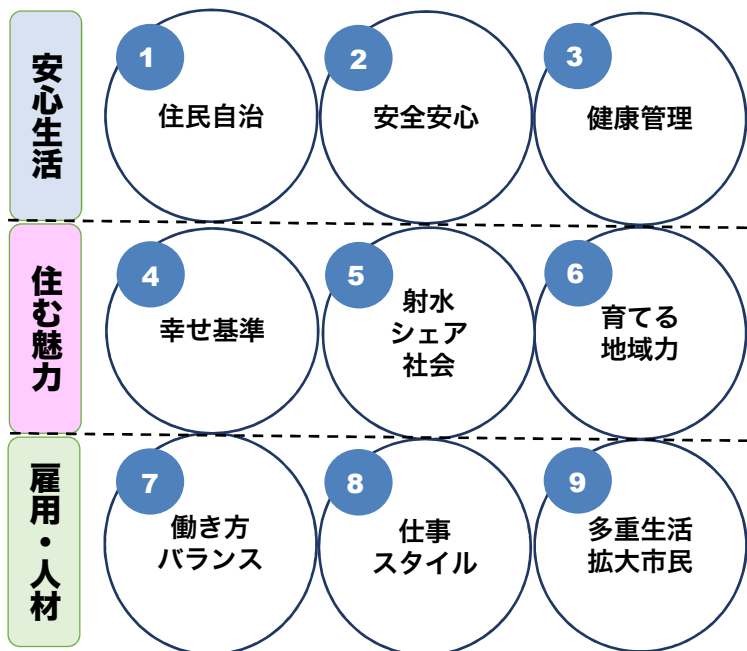 安心生活
1
住民自治
2
安全安心
3
健康管理
住む魅力
4
幸せ基準
5
射水
シェア
社会
6
育てる
地域力
雇用・人材
7
働き方
バランス
8
仕事
スタイル
9
多重生活
拡大市民